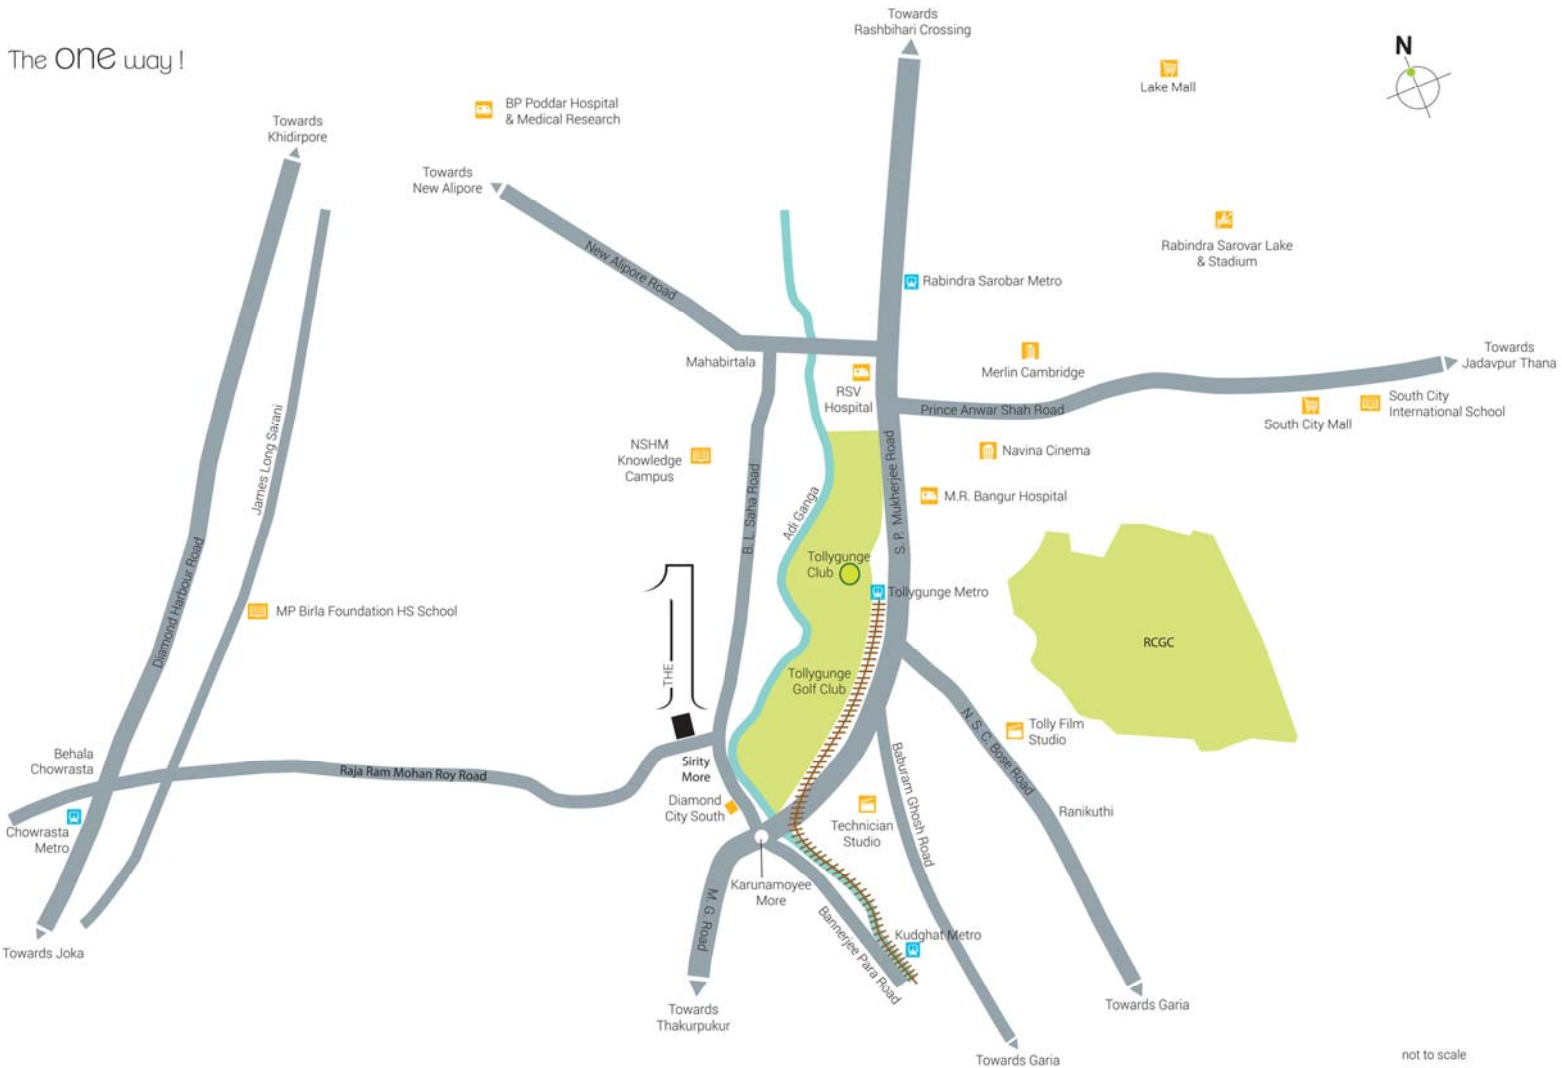 The one way !
Towards
Rashbihari Crossing
N
Lake Mall
BP Poddar Hospital
& Medical Research
Towards
Khidirpore
Towards
New Alipore
New Alipore Road
Rabindra Sarovar Lake
& Stadium
Rabindra Sarobar Metro
Mahabirtala
RSV
Hospital
Merlin Cambridge
Towards
Jadavpur Thana
Prince Anwar Shah Road
South City Mall
South City
International School
James Long Sarani
NSHM
Knowledge
Campus
B. L. Saha Road
Adi Ganga
S. P. Mukherjee Road
Navina Cinema
M.R. Bangur Hospital
Diamond Harbour Road
MP Birla Foundation HS School
Tollygunge
Club
Tollygunge Metro
RCGC
THE
1
Tollygunge
Golf Club
N. S. C. Bose Road
Tolly Film
Studio
Behala
Chowrasta
Raja Ram Mohan Roy Road
Sirity
More
Baburam Ghosh Road
Diamond
City South
Technician
Studio
Ranikuthi
Chowrasta
Metro
Karunamoyee
More
M. G. Road
Bannerjee Para Road
Kudghat Metro
Towards Joka
Towards
Thakurpukur
Towards Garia
Towards Garia
not to scale